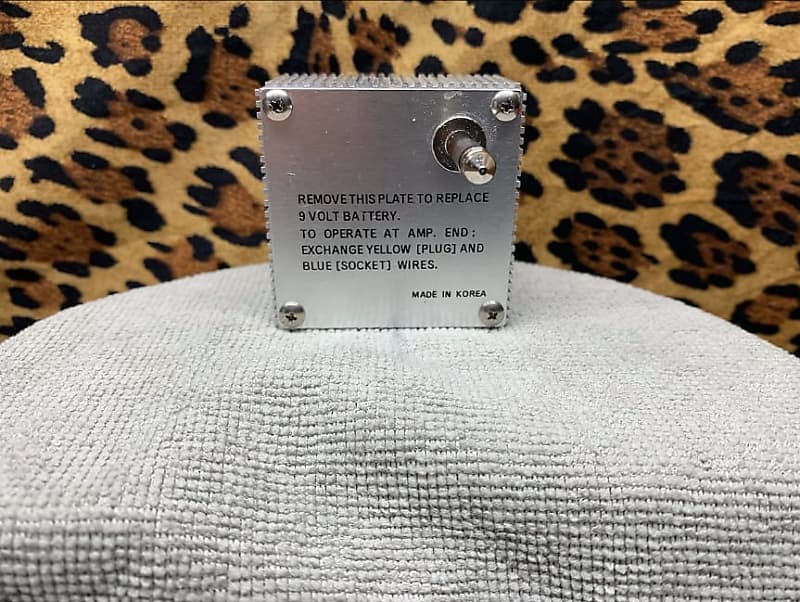 REMOVE THIS PLATE TO REPLACE
9 VOLT BATTERY.
TO OPERATE AT AMP. END:
EXCHANGE YELLOW [PLUG] AND
BLUE [SOCKET] WIRES.
MADE IN KOREA